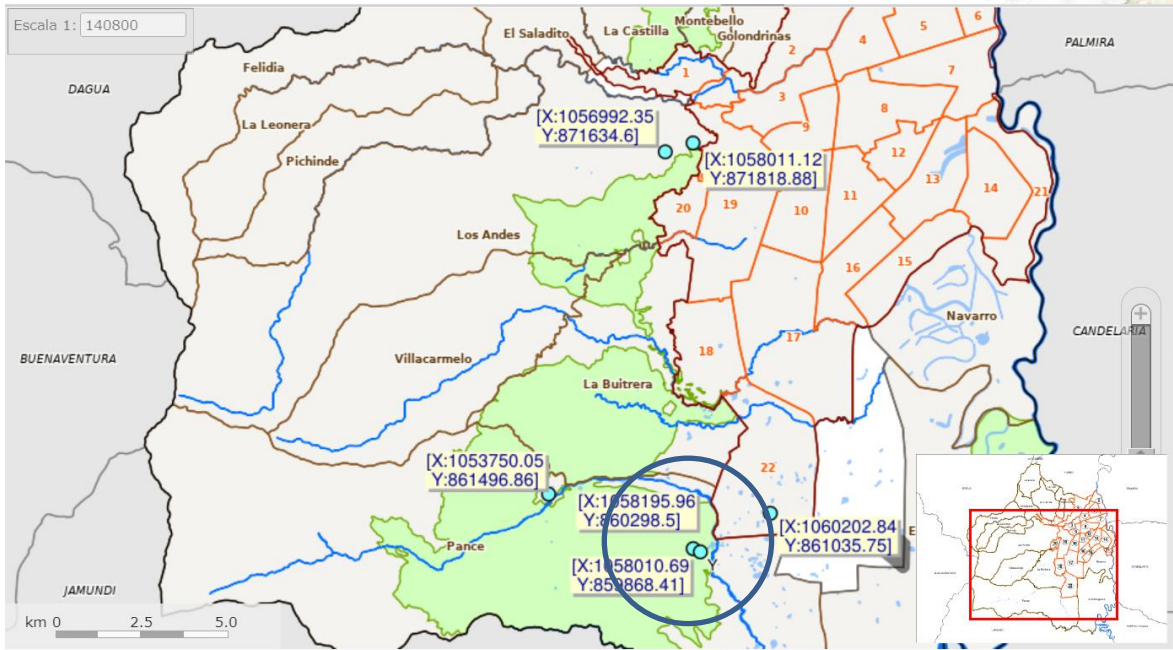 Escala 1: 140800
El Saladito
La Castilla
Montebello
Golondrinas
PALMIRA
DAGUA
Felidia
La Leonera
Pichinde
[X:1056992.35
Y:871634.6]
[X:1058011.12
Y:871818.88]
1
2
3
4
5
6
7
8
9
10
11
12
13
14
15
16
17
18
19
20
21
22
Los Andes
Navarro
CANDELARIA
BUENAVENTURA
Villacarmelo
La Buitrera
[X:1053750.05
Y:861496.86]
[X:1058195.96
Y:860298.5]
[X:1060202.84
Y:861035.75]
[X:1058010.69
Y:859868.41]
Y
E
Pance
JAMUNDI
km 0 2.5 5.0